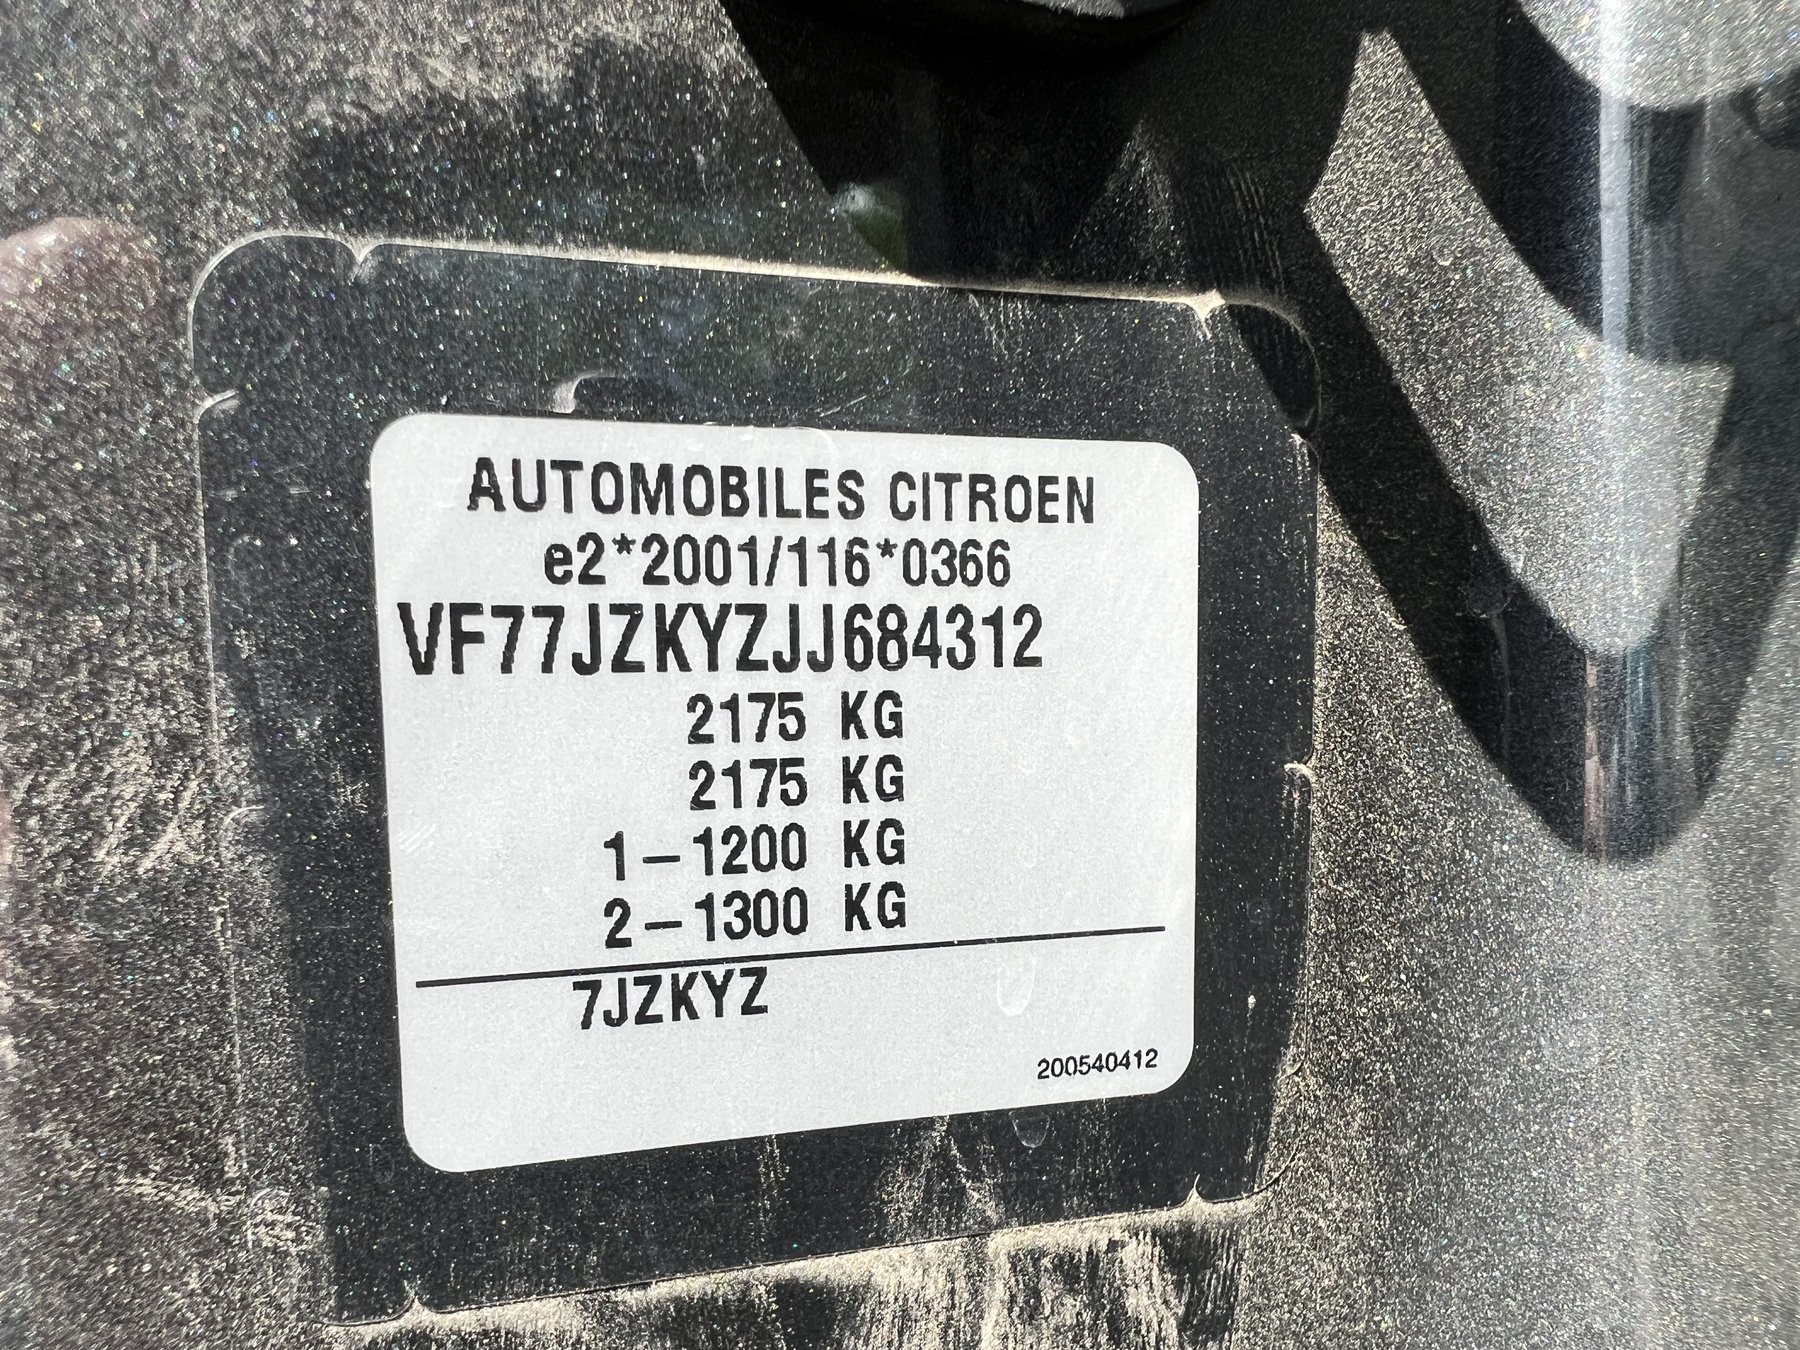 AUTOMOBILES CITROEN
e2*2001/116*0366
VF77JZKYZJJ684312
2175 KG
2175 KG
1-1200 KG
2-1300 KG
7JZKYZ
200540412